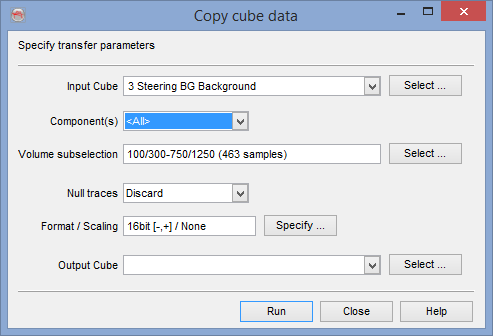 Copy cube data
Specify transfer parameters
Input Cube 3 Steering BG Background Select ...
Component(s) <All>
Volume subselection 100/300-750/1250 (463 samples) Select ...
Null traces Discard
Format / Scaling 16bit [-,+] / None Specify ...
Output Cube Select ...
Run Close Help